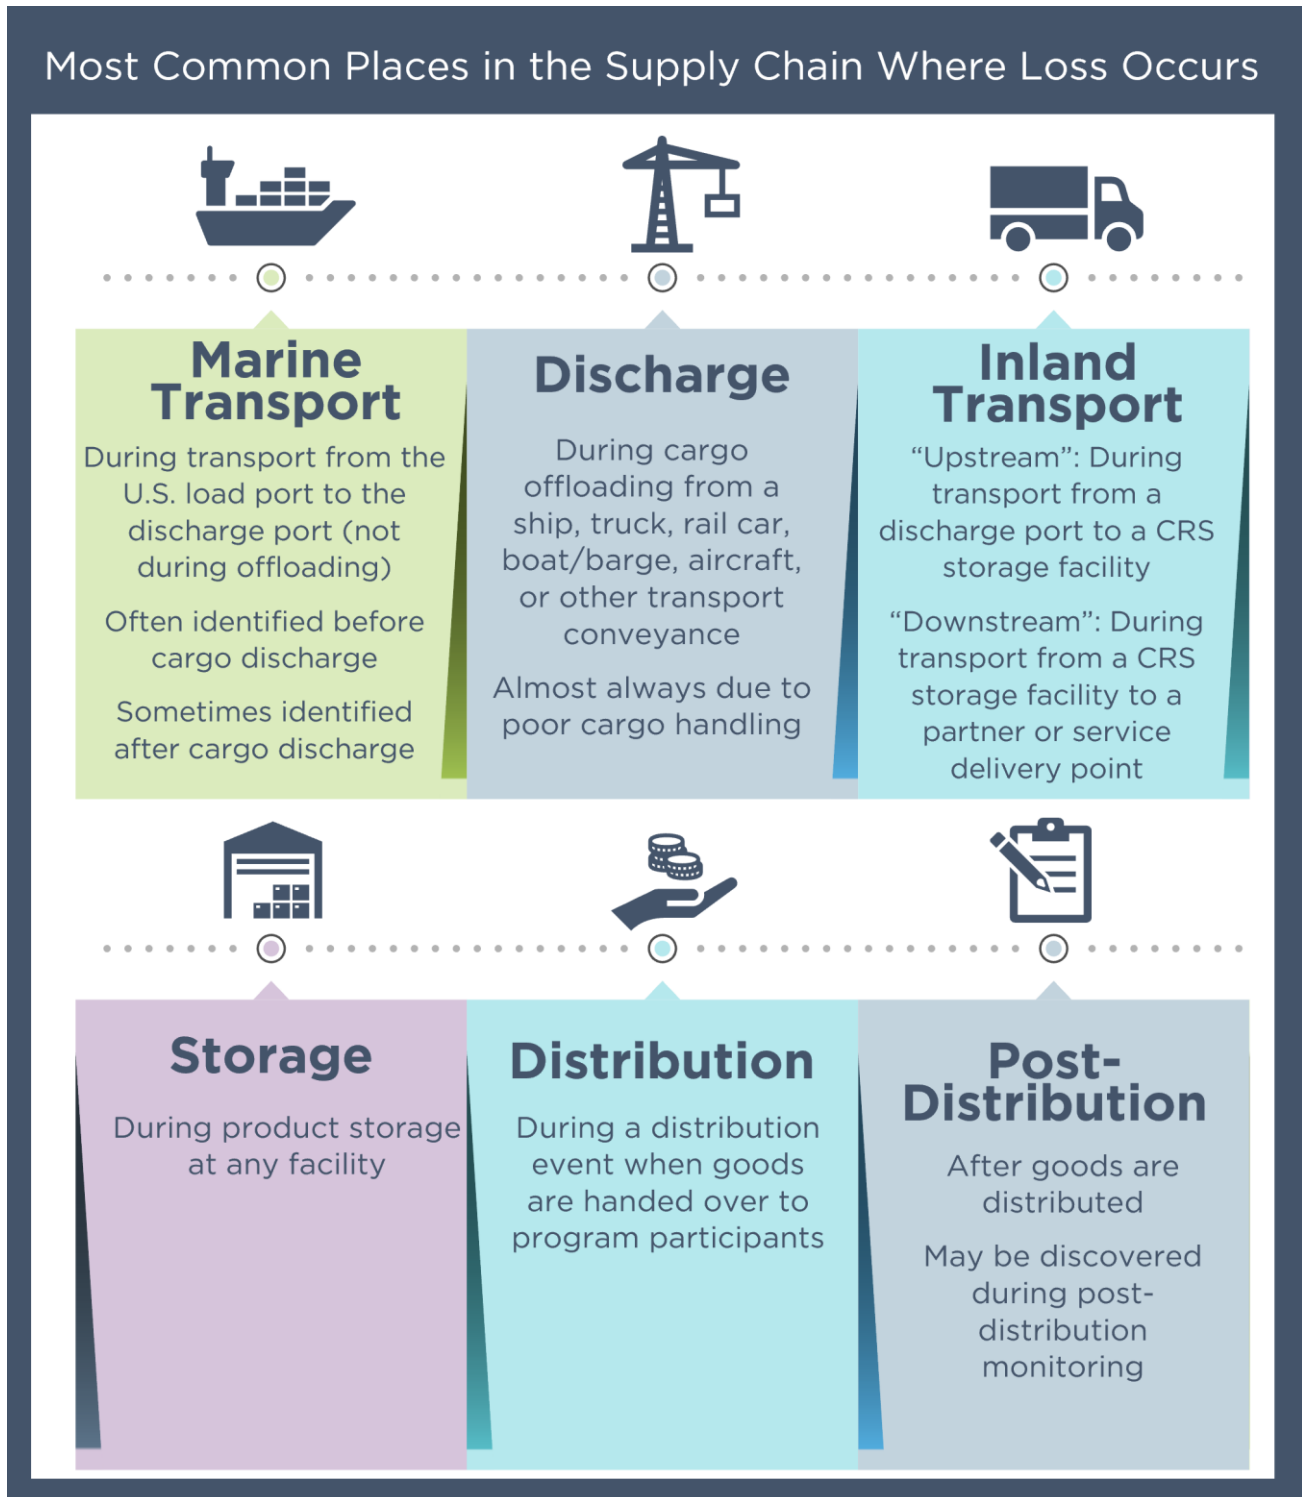 Most Common Places in the Supply Chain Where Loss Occurs
Marine
Transport
During transport from the
U.S. load port to the
discharge port (not
during offloading)
Often identified before
cargo discharge
Sometimes identified
after cargo discharge
Discharge
During cargo
offloading from a
ship, truck, rail car,
boat/barge, aircraft,
or other transport
conveyance
Almost always due to
poor cargo handling
Inland
Transport
“Upstream”: During
transport from a
discharge port to a CRS
storage facility
“Downstream”: During
transport from a CRS
storage facility to a
partner or service
delivery point
Storage
During product storage
at any facility
Distribution
During a distribution
event when goods
are handed over to
program participants
Post-
Distribution
After goods are
distributed
May be discovered
during post-
distribution
monitoring